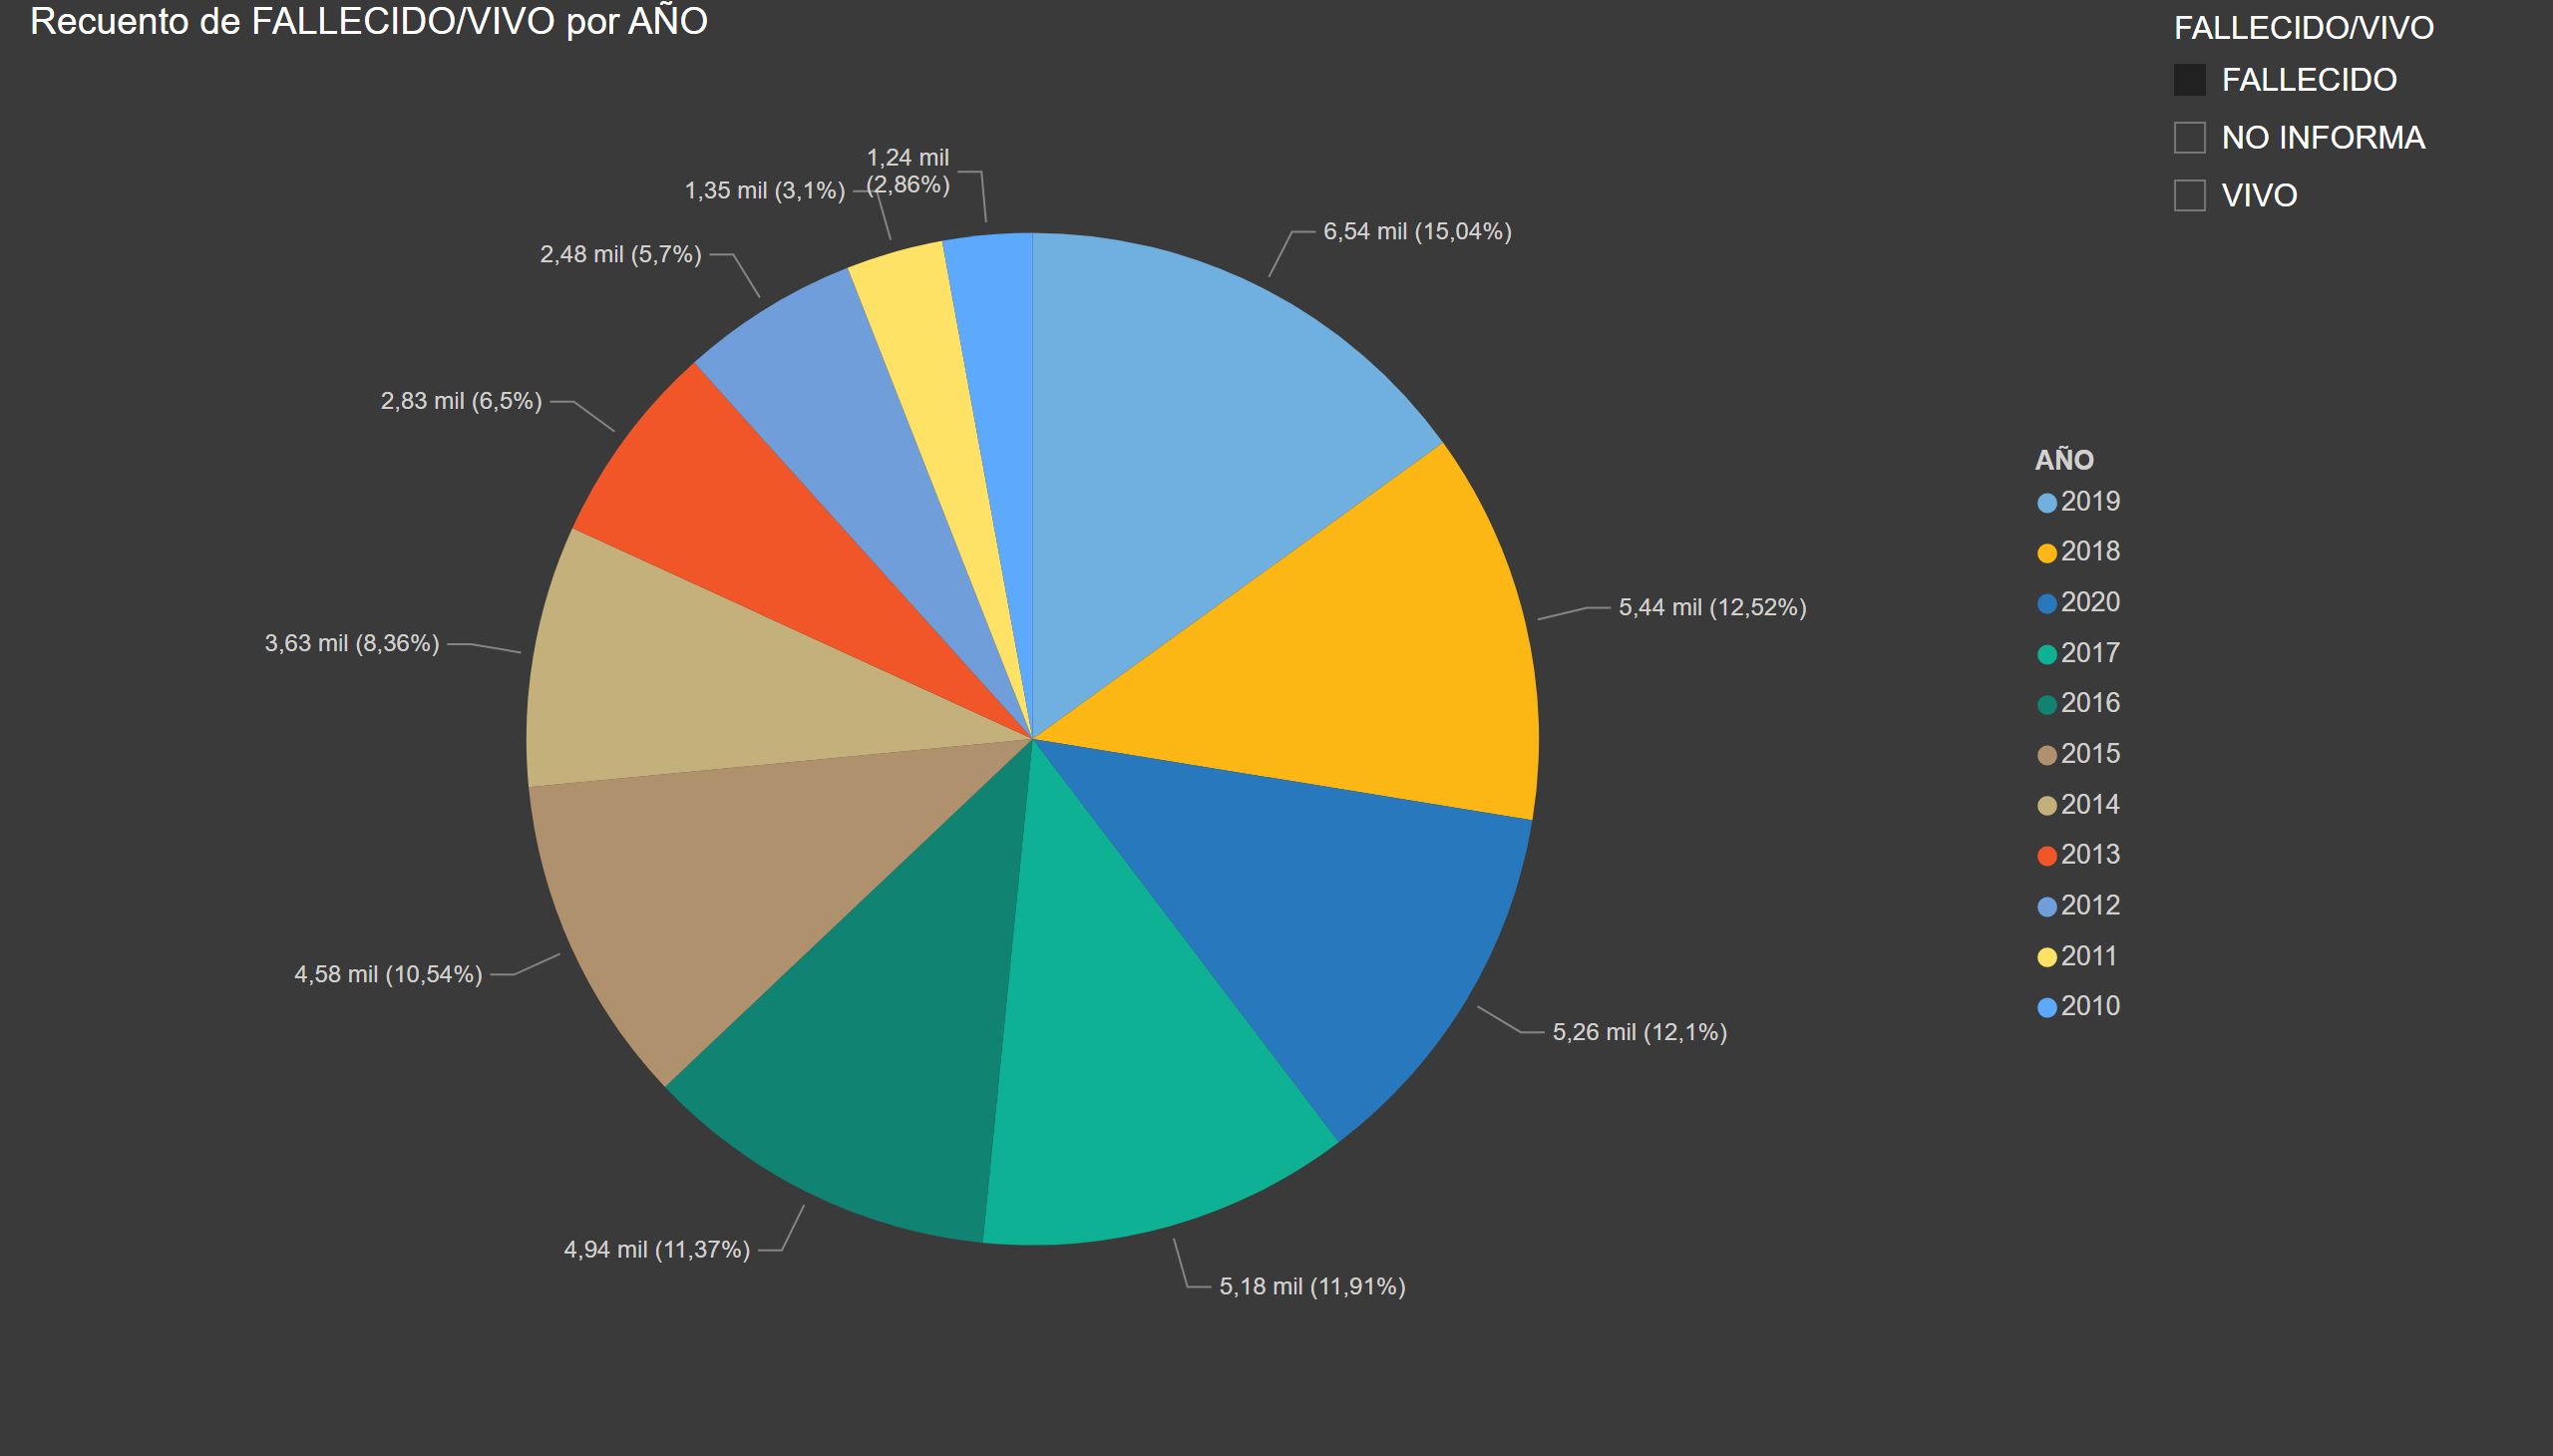 Recuento de FALLECIDO/VIVO por AÑO
FALLECIDO/VIVO
FALLECIDO
NO INFORMA
VIVO
1,24 mil
(2,86%)
1,35 mil (3,1%)
6,54 mil (15,04%)
2,48 mil (5,7%)
2,83 mil (6,5%)
5,44 mil (12,52%)
3,63 mil (8,36%)
4,58 mil (10,54%)
5,26 mil (12,1%)
4,94 mil (11,37%)
5,18 mil (11,91%)
AÑO
2019
2018
2020
2017
2016
2015
2014
2013
2012
2011
2010